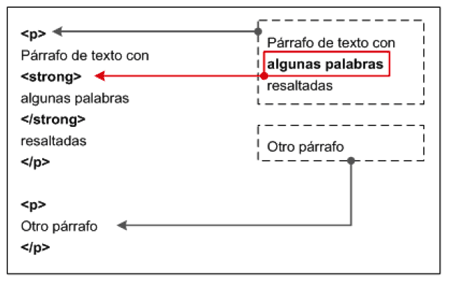 <p>
Párrafo de texto con
<strong>
algunas palabras
</strong>
resaltadas
</p>
<p>
Otro párrafo
</p>
Párrafo de texto con
algunas palabras
resaltadas
Otro párrafo